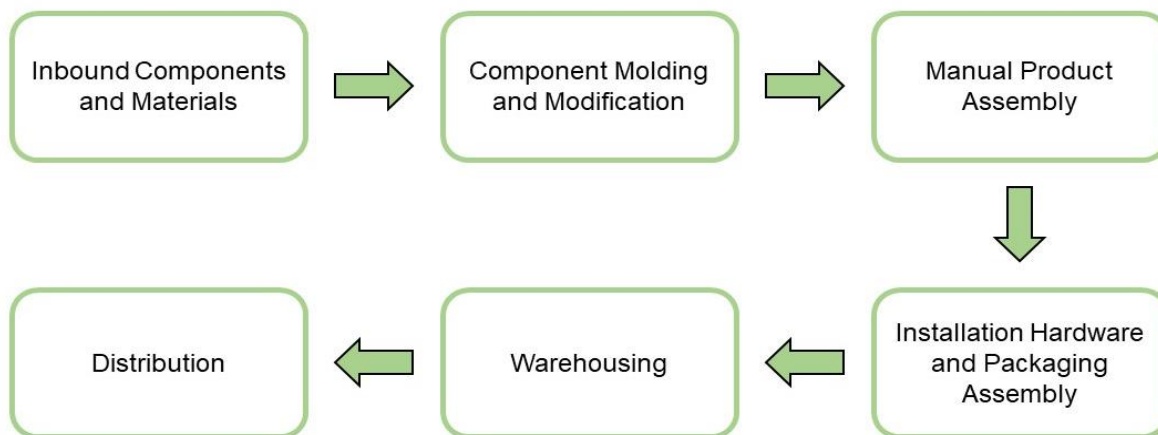 Inbound Components
and Materials
Component Molding
and Modification
Manual Product
Assembly
Installation Hardware
and Packaging
Assembly
Warehousing
Distribution